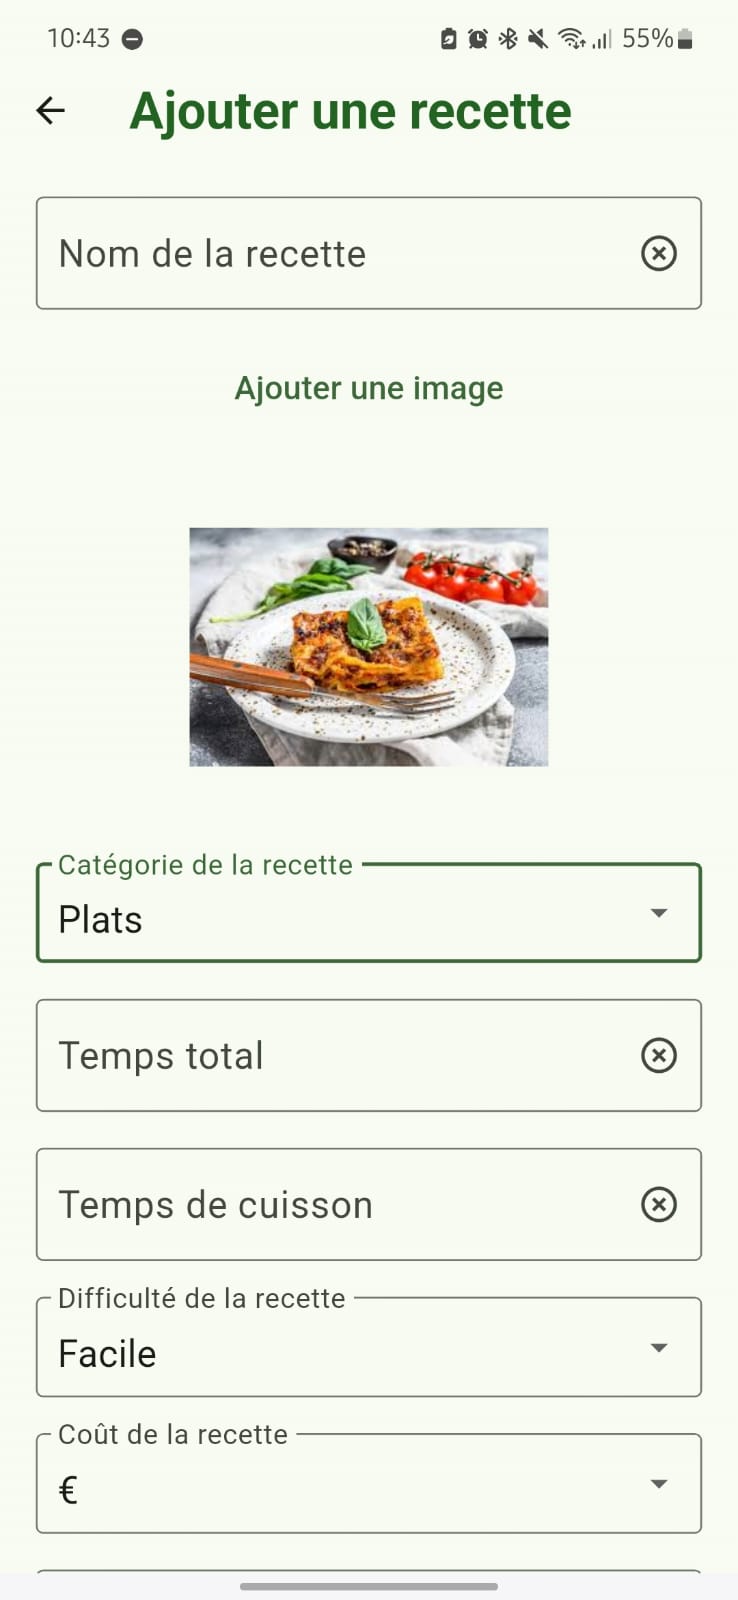 10:43
55%
Ajouter une recette
Nom de la recette
Ajouter une image
Catégorie de la recette
Plats
Temps total
Temps de cuisson
Difficulté de la recette
Facile
Coût de la recette
€